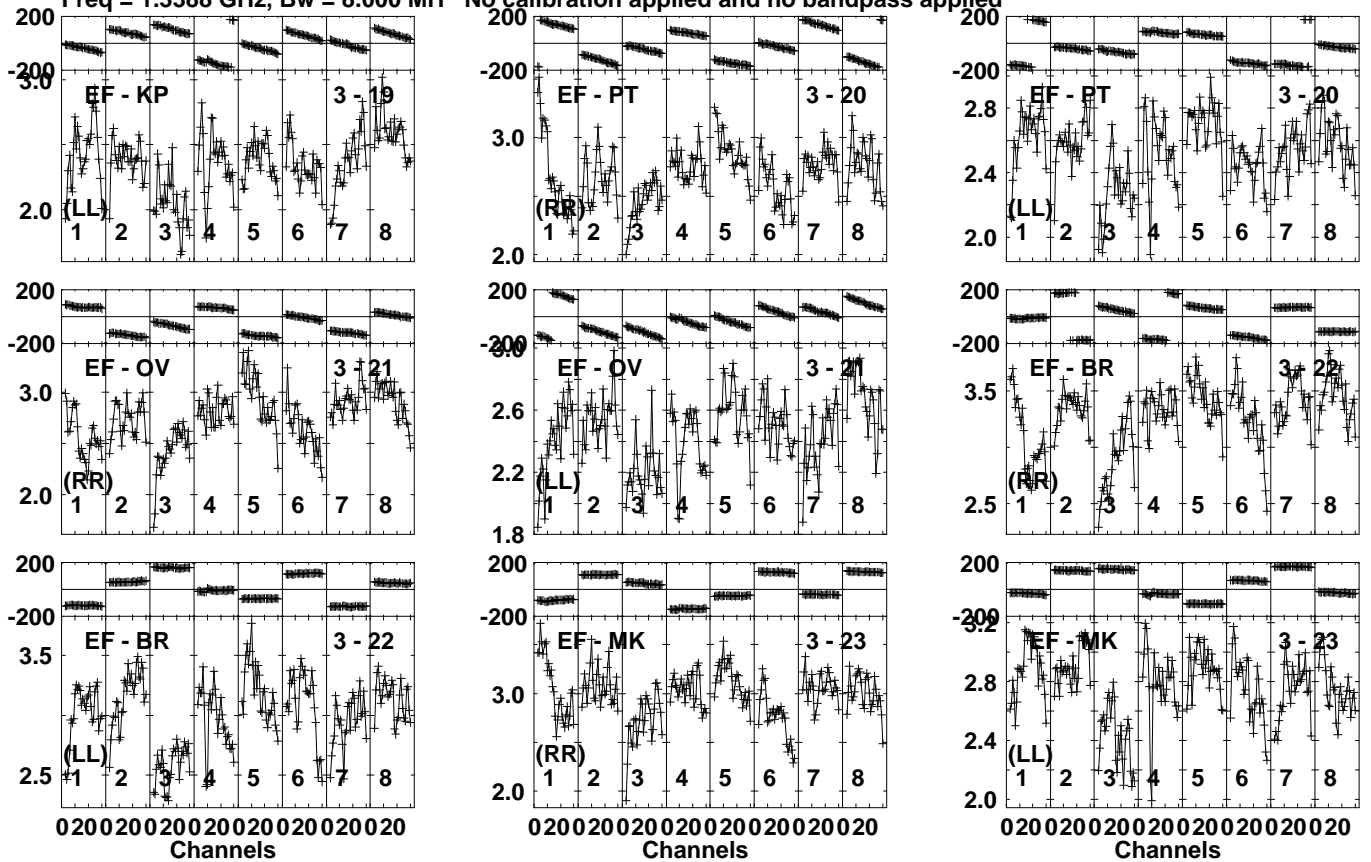 Freq = 1.5588 GHz, Bw = 8.000 MH No calibration applied and no bandpass applied
200 200 200
-200 -200 -200
3.0 EF - KP 3 - 19 EF - PT 3 - 20 EF - PT 3 - 20
3.0 2.8
2.4
2.0 (LL) (RR) (LL)
1 2 3 4 5 6 7 8 1 2 3 4 5 6 7 8 1 2 3 4 5 6 7 8
2.0 2.0
200 200 200
-200 -200 -200
EF - OV 3 - 21 3.0 EF - OV 3 - 21 EF - BR 3 - 22
3.0 2.6 3.5
2.2
(RR) (LL) (RR)
2.0 1 2 3 4 5 6 7 8 1 2 3 4 5 6 7 8 2.5 1 2 3 4 5 6 7 8
1.8
200 200 200
-200 -200 -200
EF - BR 3 - 22 EF - MK 3 - 23 3.2 EF - MK 3 - 23
3.5 3.0 2.8
2.4
(LL) (RR) (LL)
2.5 1 2 3 4 5 6 7 8 1 2 3 4 5 6 7 8 1 2 3 4 5 6 7 8
2.0 2.0
0 20 0 20 0 20 0 20 0 20 0 20 0 20 0 20 0 20 0 20 0 20 0 20 0 20 0 20 0 20 0 20 0 20 0 20 0 20 0 20 0 20 0 20 0 20 0 20
Channels Channels Channels